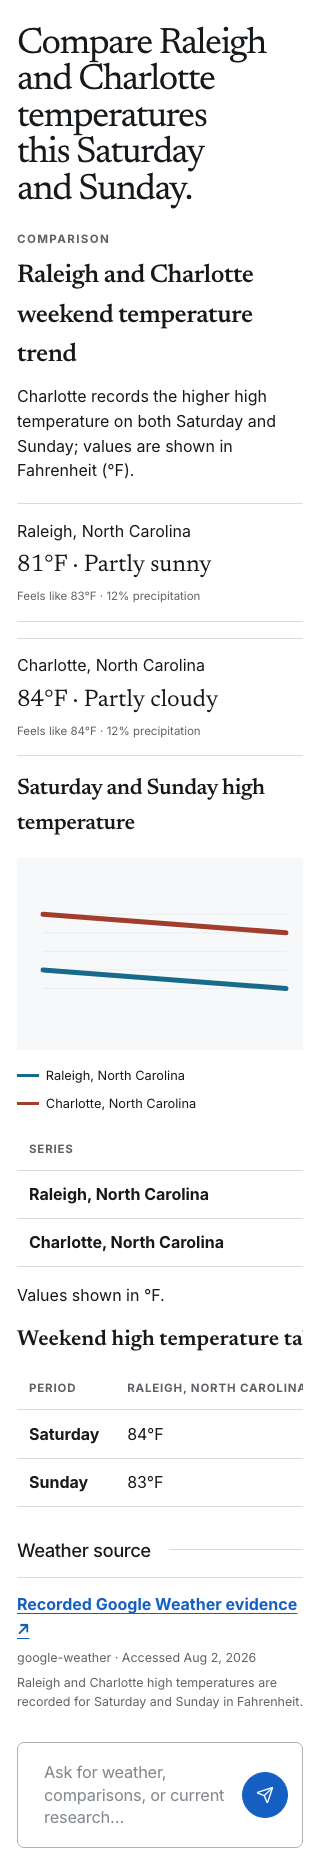 Compare Raleigh
and Charlotte
temperatures
this Saturday
and Sunday.
COMPARISON
Raleigh and Charlotte
weekend temperature
trend
Charlotte records the higher high
temperature on both Saturday and
Sunday; values are shown in
Fahrenheit (°F).
Raleigh, North Carolina
81°F · Partly sunny
Feels like 83°F · 12% precipitation
Charlotte, North Carolina
84°F · Partly cloudy
Feels like 84°F · 12% precipitation
Saturday and Sunday high
temperature
Raleigh, North Carolina
Charlotte, North Carolina
SERIES
Raleigh, North Carolina
Charlotte, North Carolina
Values shown in °F.
Weekend high temperature ta
PERIOD RALEIGH, NORTH CAROLINA
Saturday 84°F
Sunday 83°F
Weather source
Recorded Google Weather evidence
↗
google-weather · Accessed Aug 2, 2026
Raleigh and Charlotte high temperatures are
recorded for Saturday and Sunday in Fahrenheit.
Ask for weather,
comparisons, or current
research...